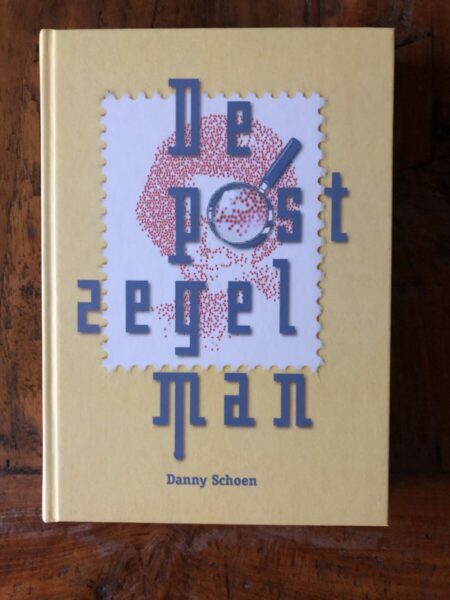 De
post
zegel
man
Danny Schoen